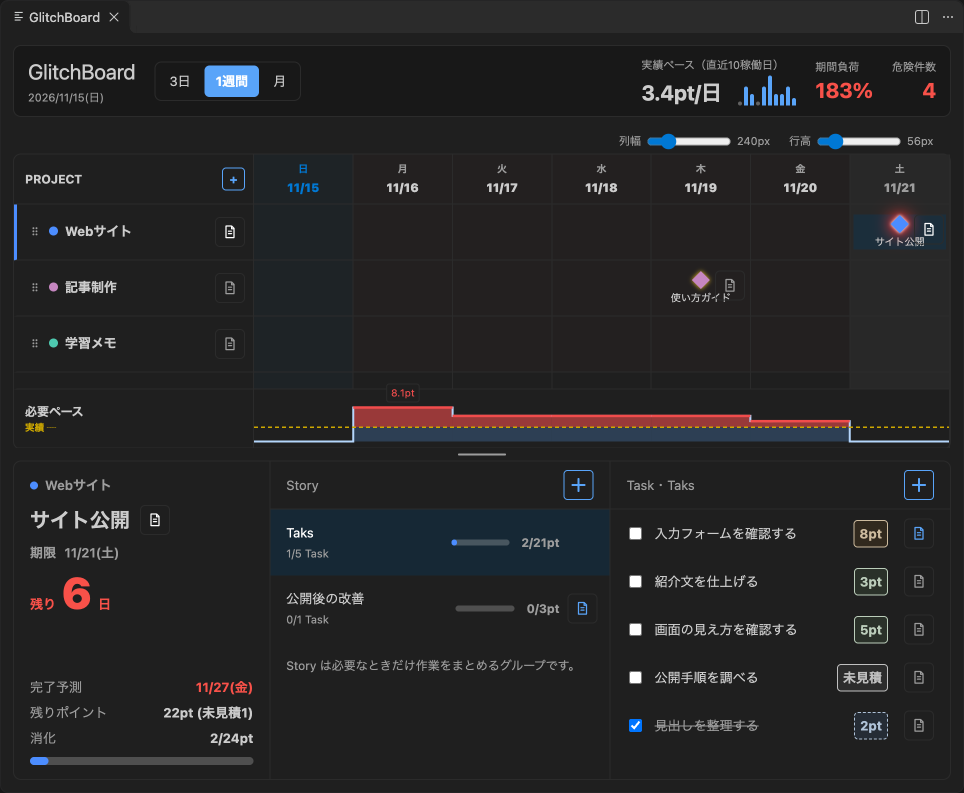 GlitchBoard
GlitchBoard
2026/11/15(日)
3日
1週間
月
実績ペース（直近10稼働日）
3.4pt/日
期間負荷
183%
危険件数
4
列幅
240px
行高
56px
PROJECT
日
11/15
月
11/16
火
11/17
水
11/18
木
11/19
金
11/20
土
11/21
Webサイト
サイト公開
記事制作
使い方ガイド
学習メモ
必要ペース
実績
8.1pt
Webサイト
サイト公開
期限 11/21(土)
残り 6 日
完了予測 11/27(金)
残りポイント 22pt (未見積1)
消化 2/24pt
Story
Taks
1/5 Task
2/21pt
公開後の改善
0/1 Task
0/3pt
Story は必要なときだけ作業をまとめるグループです。
Task・Taks
入力フォームを確認する 8pt
紹介文を仕上げる 3pt
画面の見え方を確認する 5pt
公開手順を調べる 未見積
見出しを整理する 2pt